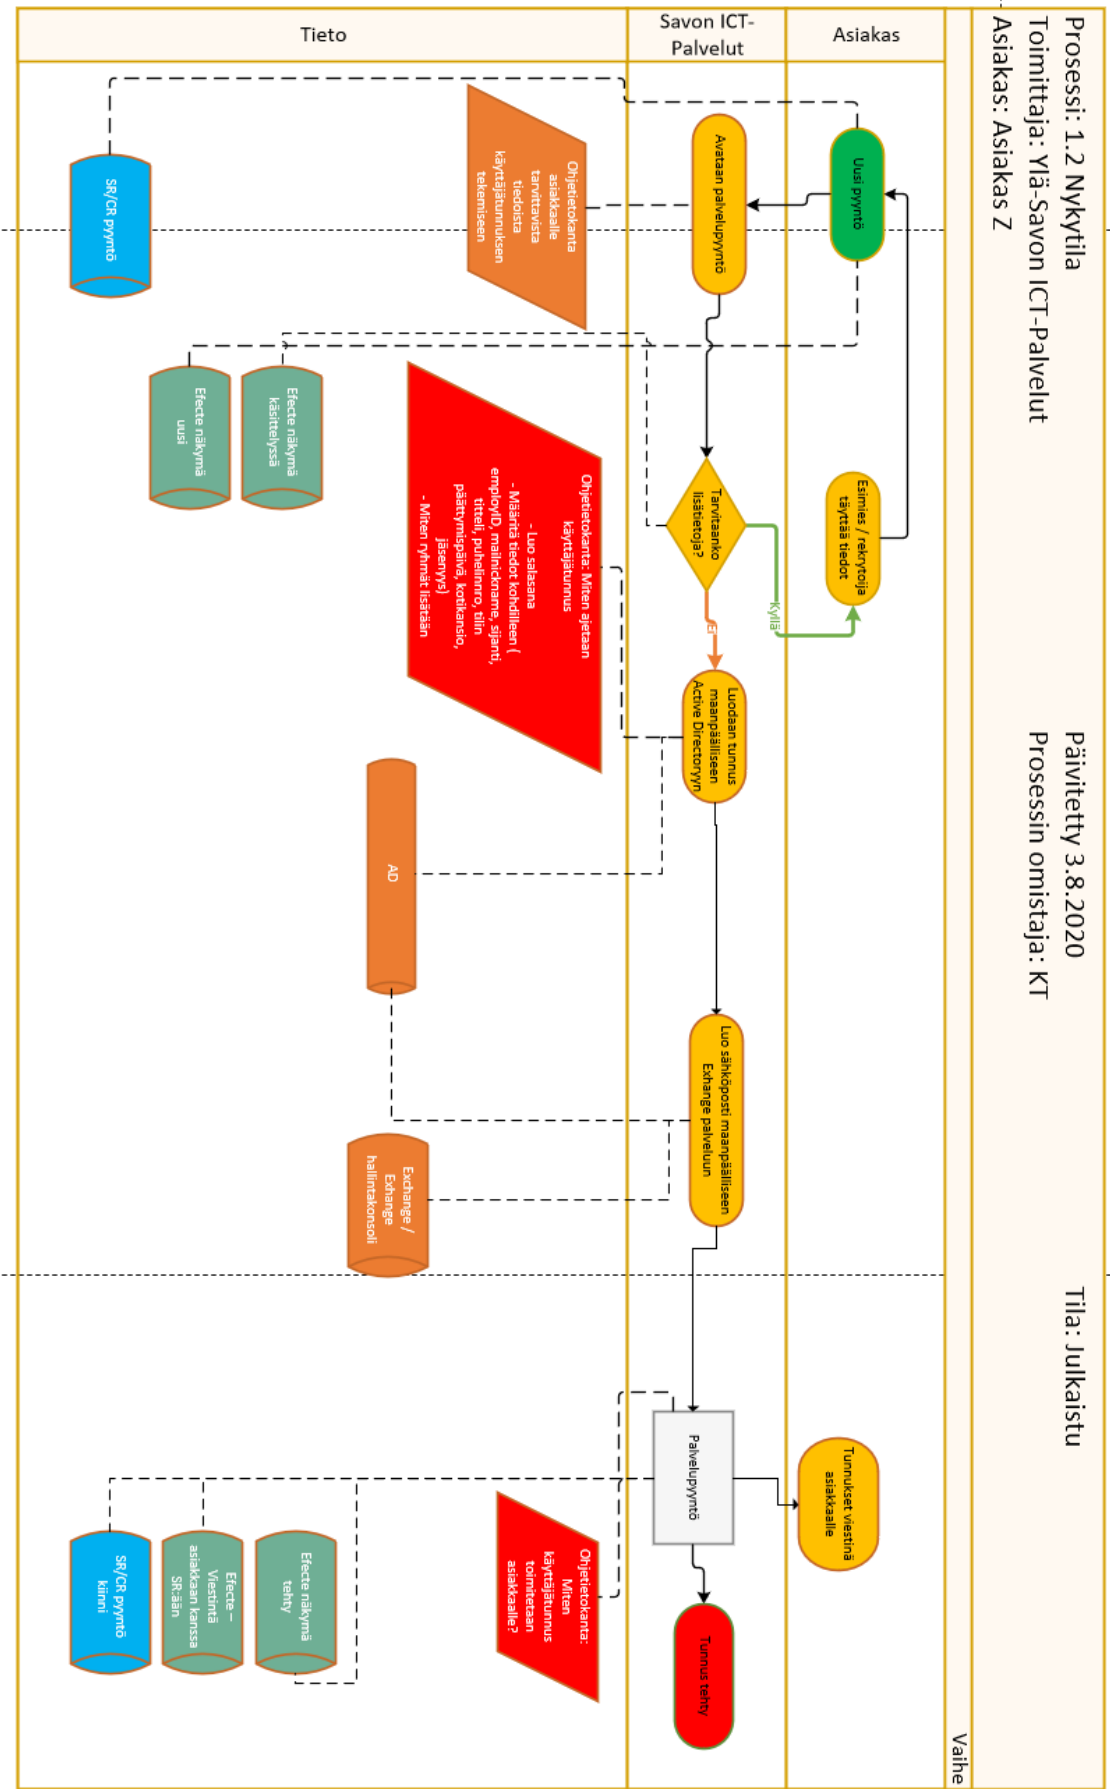 Prosessi: 1.2 Nykytila
Päivitetty 3.8.2020
Tila: Julkaistu
Toimittaja: Ylä-Savon ICT-Palvelut
Prosessin omistaja: KT
Asiakas: Asiakas Z
Vaihe
Asiakas
Uusi pyyntö
Esimies / rekrytoija
täyttää tiedot
Tunnukset viestinä
asiakkaalle
Savon ICT-
Palvelut
Avataan palvelupyyntö
Tarvitaanko
lisätietoja?
Kyllä
Ei
Luodaan tunnus
maanpäälliseen
Active Directoryyn
Luo sähköposti maanpäälliseen
Exhange palveluun
Palvelupyyntö
Tunnus tehty
Tieto
Ohjetietokanta
asiakkaalle
tarvittavista
tiedoista
käyttäjätunnuksen
tekemiseen
SR/CR pyyntö
Efecte näkymä
käsittelyssä
Efecte näkymä
uusi
Ohjetietokanta: Miten ajetaan
käyttäjätunnus
- Luo salasana
- Määritä tiedot kohdilleen (
employID, mailnickname, sijanti,
titteli, puhelinnro, tilin
päättymispäivä, kotikansio,
jäsenyys)
- Miten ryhmät lisätään
AD
Exchange /
Exhange
hallintakonsoli
Ohjetietokanta:
Miten
käyttäjätunnus
toimitetaan
asiakkaalle?
Efecte näkymä
tehty
Efecte –
Viestintä
asiakkaan kanssa
SR:ään
SR/CR pyyntö
kiinni